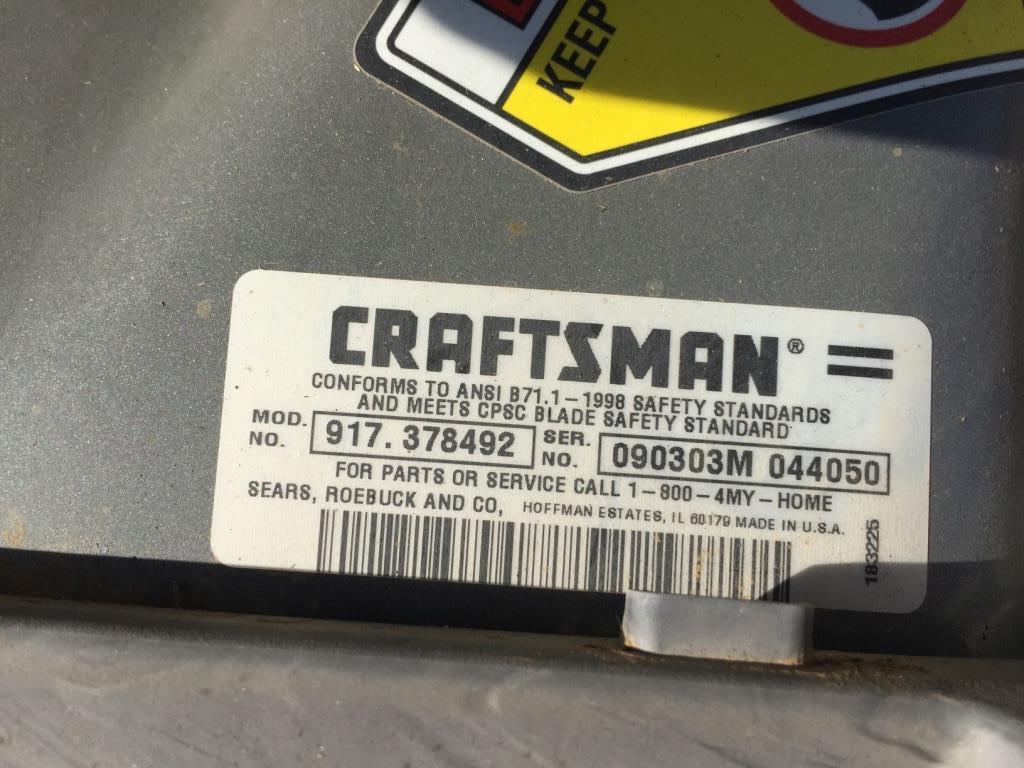 KEEP
CRAFTSMAN®
CONFORMS TO ANSI B71.1-1998 SAFETY STANDARDS
AND MEETS CPSC BLADE SAFETY STANDARD
MOD. NO. 917. 378492 SER. NO. 090303M 044050
FOR PARTS OR SERVICE CALL 1-800-4MY-HOME
SEARS, ROEBUCK AND CO, HOFFMAN ESTATES, IL 60179 MADE IN U.S.A.
183225